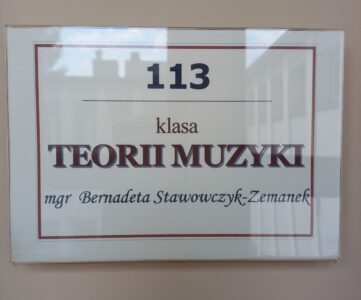 113
klasa
TEORII MUZYKI
mgr Bernadeta Stawowczyk-Zemanek